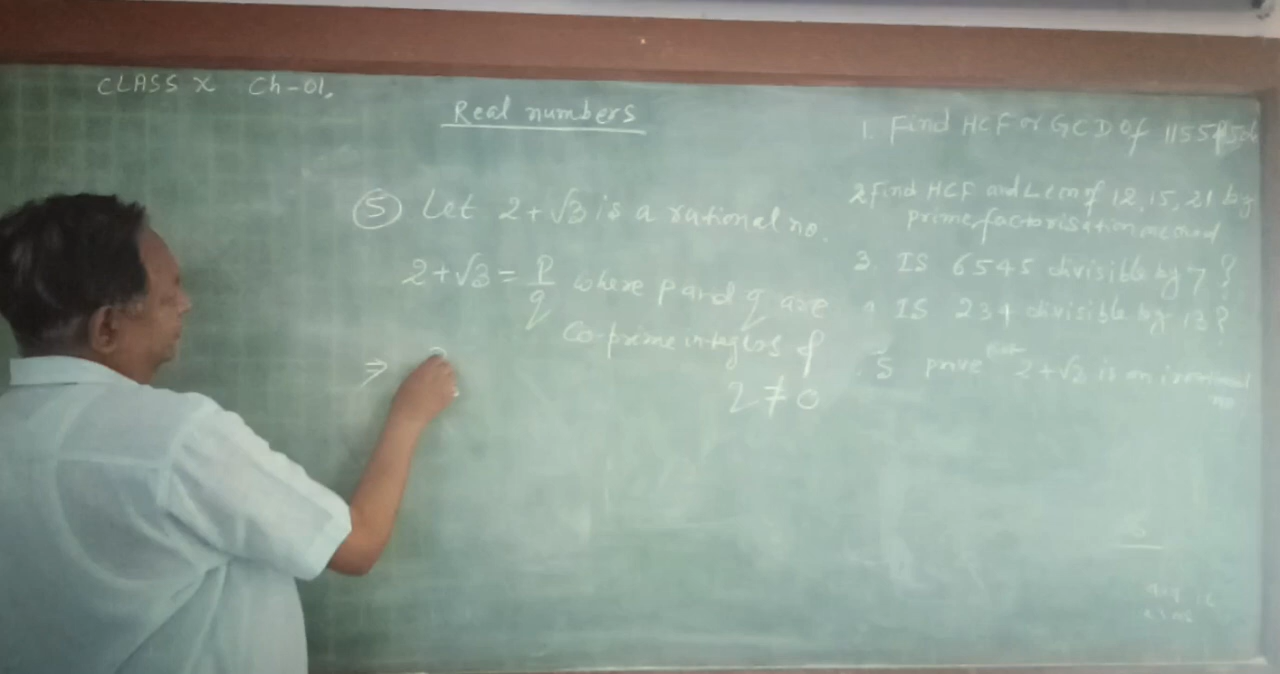 CLASS X Ch-01.
Real numbers
5 Let 2+√3 is a rational no.
2+√3 = p/q where p and q are
Co-prime integers &
2 ≠ 0
⇒
1. Find HCF or GCD Of 1155
2 Find HCF and Lcm of 12, 15, 21 by
prime factorisation method
3. IS 6545 divisible by 7 ?
IS 234 divisible by 13?
5 prove 2+√3 is an
no